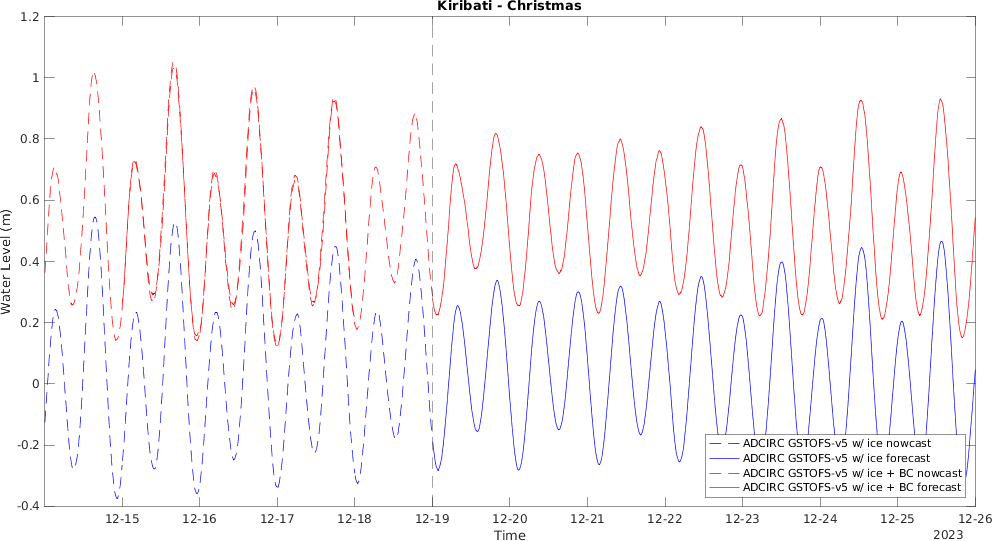 Kiribati - Christmas
1.2
1
0.8
0.6
0.4
0.2
0
-0.2
-0.4
Water Level (m)
12-15 12-16 12-17 12-18 12-19 12-20 12-21 12-22 12-23 12-24 12-25 12-26
Time
2023
ADCIRC GSTOFS-v5 w/ ice nowcast
ADCIRC GSTOFS-v5 w/ ice forecast
ADCIRC GSTOFS-v5 w/ ice + BC nowcast
ADCIRC GSTOFS-v5 w/ ice + BC forecast